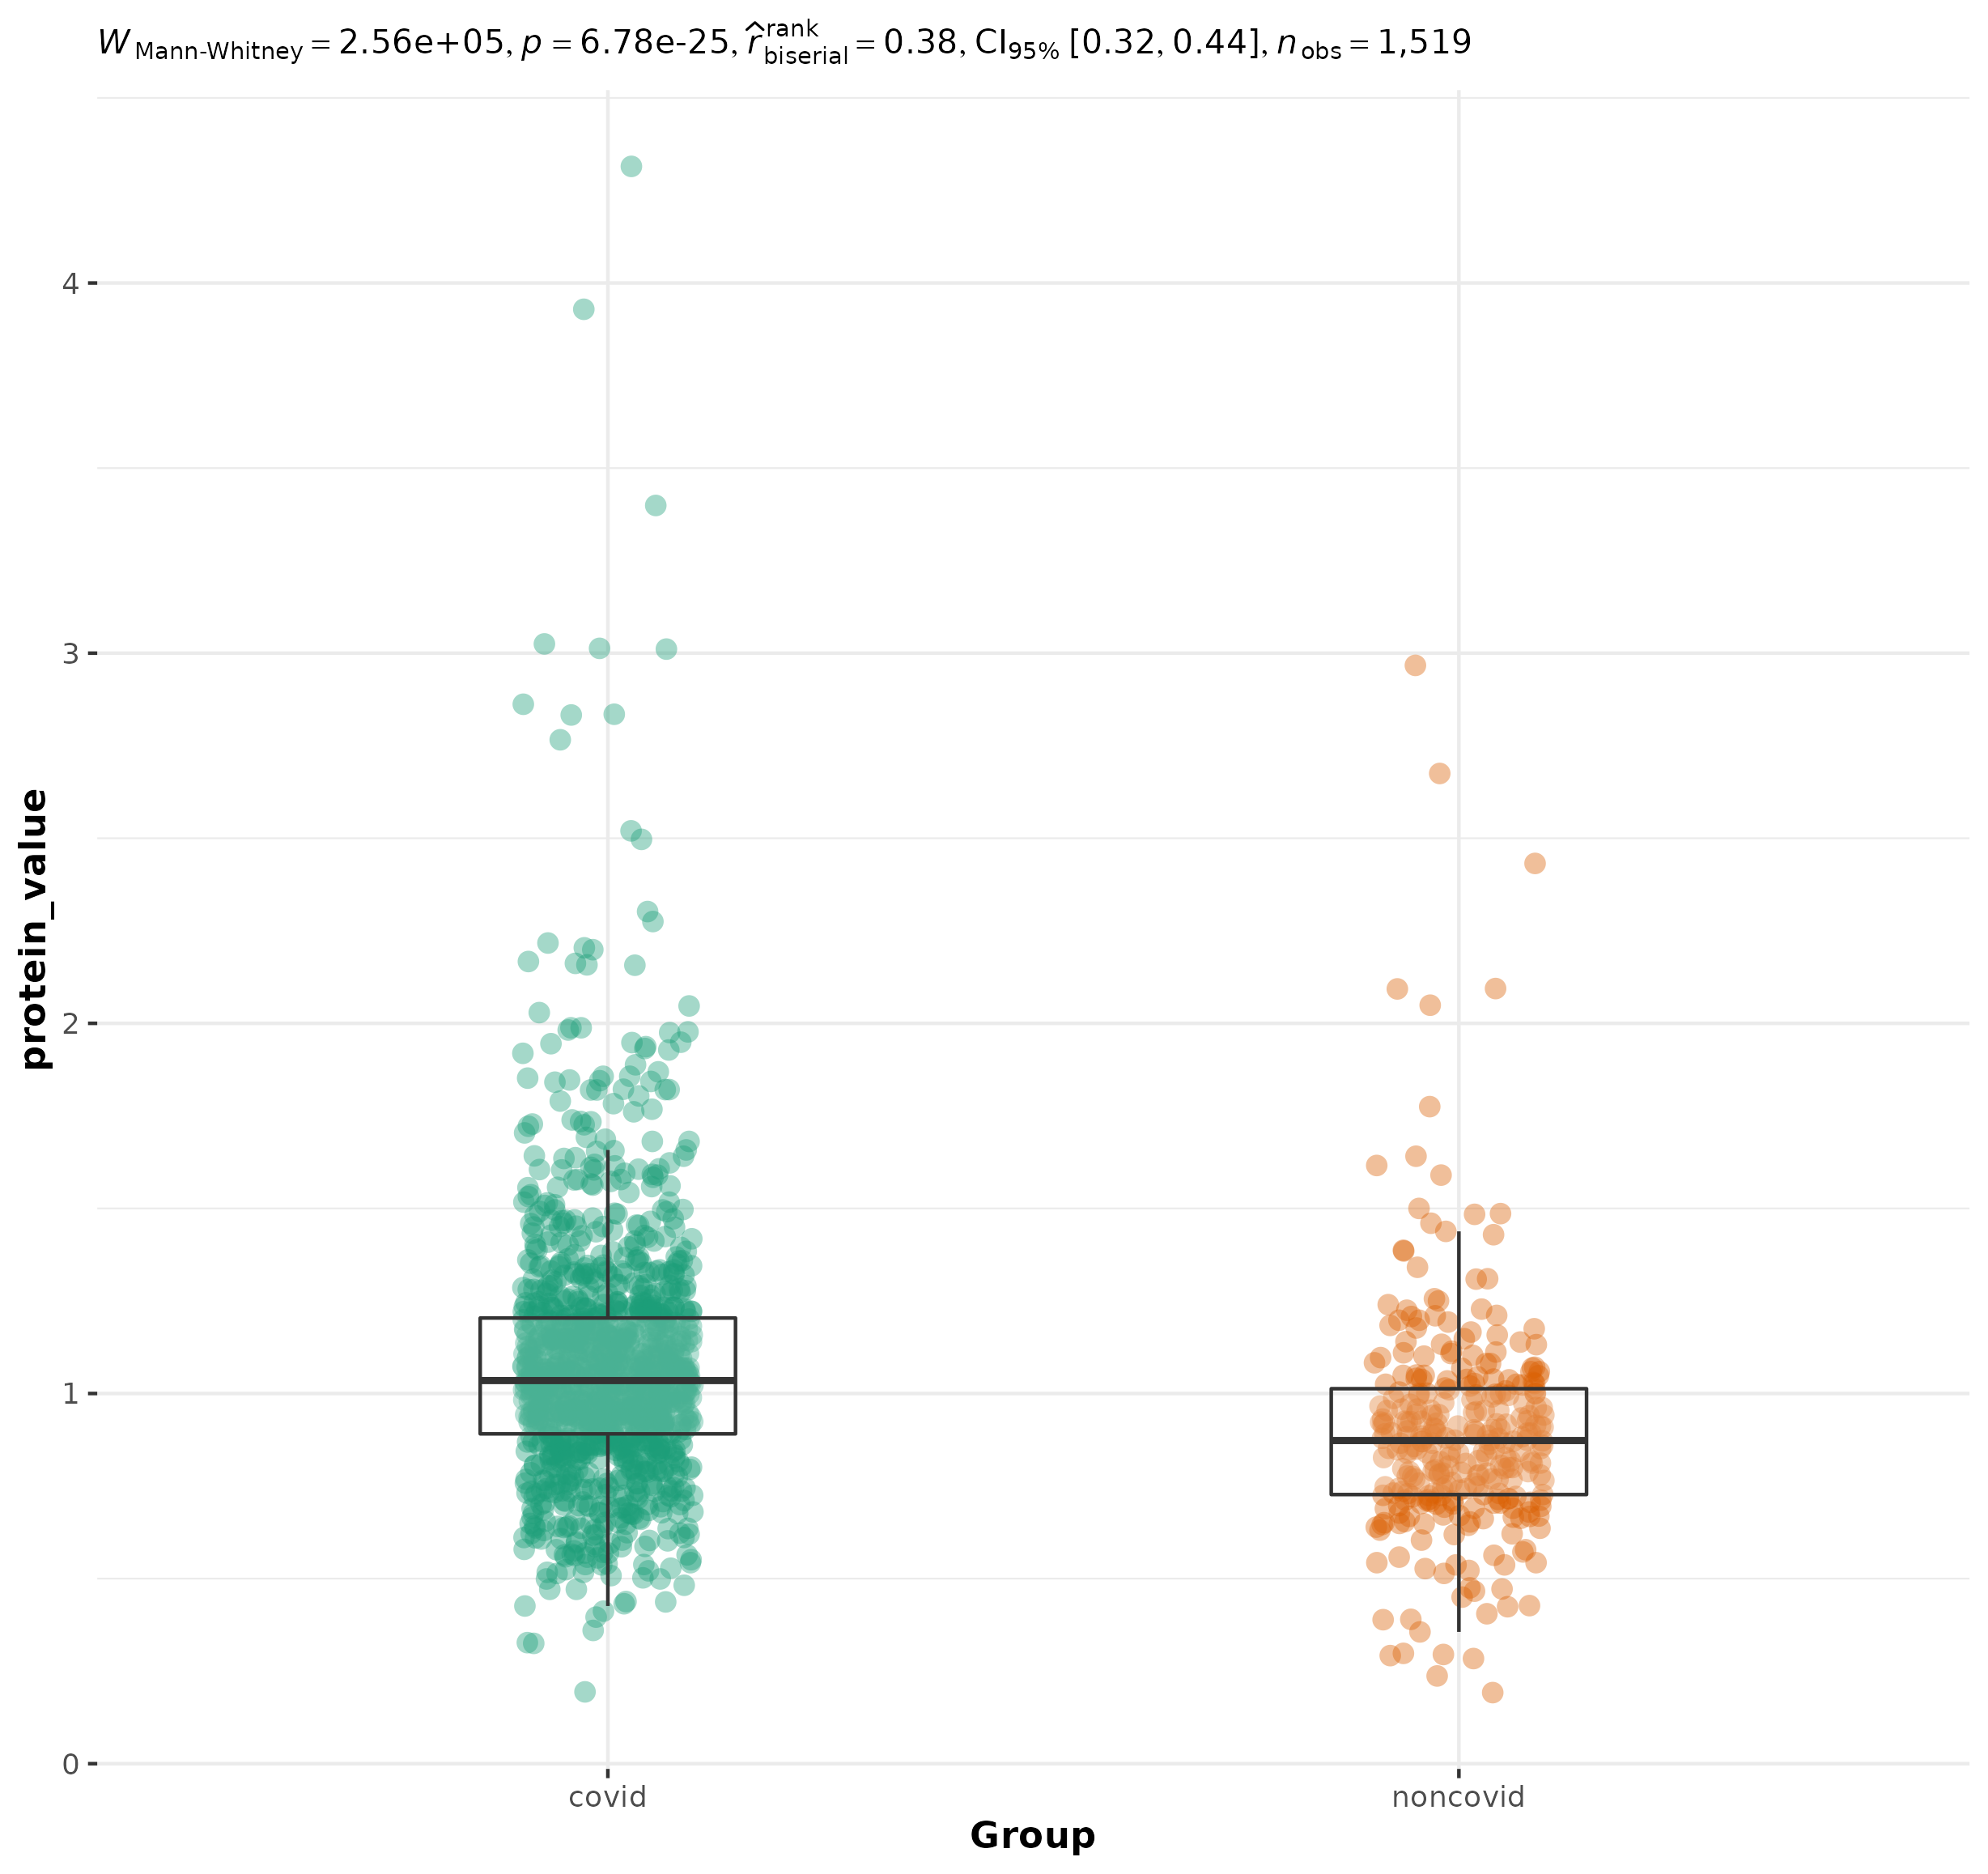 W Mann-Whitney = 2.56e+05, p = 6.78e-25, r̂ rank biserial = 0.38, CI95% [0.32, 0.44], nobs = 1,519
4
3
2
1
0
protein_value
covid noncovid
Group